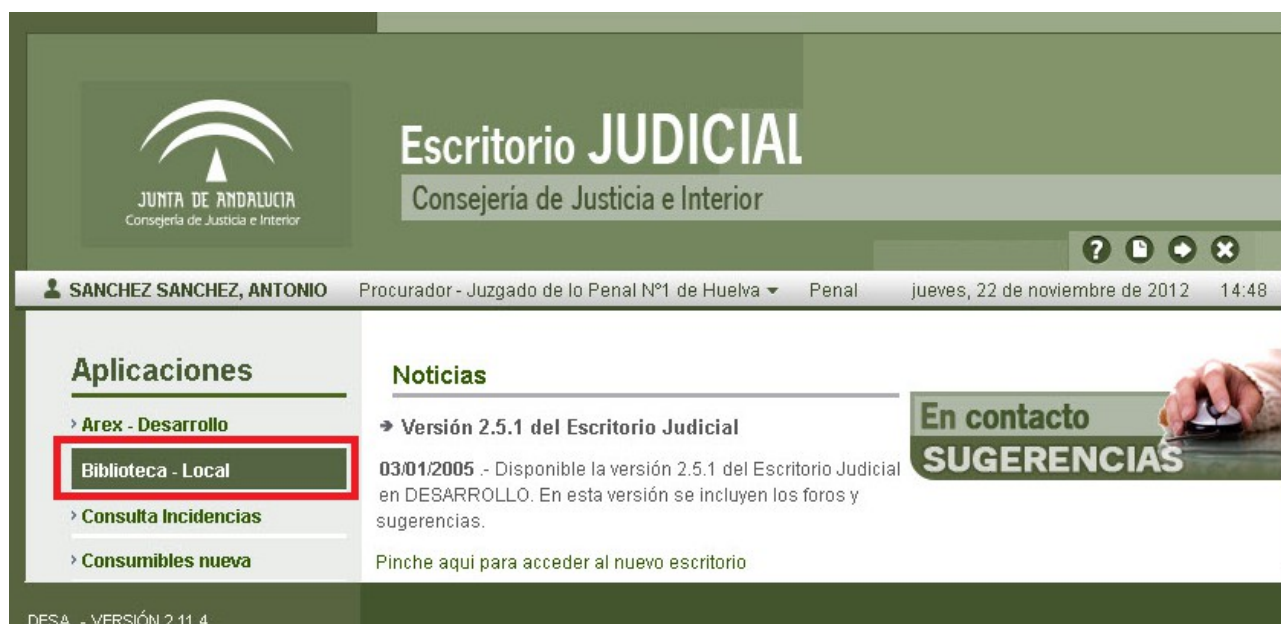 JUNTA DE ANDALUCIA
Consejería de Justicia e Interior
Escritorio JUDICIAL
Consejería de Justicia e Interior
SANCHEZ SANCHEZ, ANTONIO Procurador - Juzgado de lo Penal Nº1 de Huelva Penal jueves, 22 de noviembre de 2012 14:48
Aplicaciones
Arex - Desarrollo
Biblioteca - Local
Consulta Incidencias
Consumibles nueva
Noticias
Versión 2.5.1 del Escritorio Judicial
03/01/2005 .- Disponible la versión 2.5.1 del Escritorio Judicial
en DESARROLLO. En esta versión se incluyen los foros y
sugerencias.
Pinche aqui para acceder al nuevo escritorio
En contacto
SUGERENCIAS
DESA - VERSIÓN 2.11.4